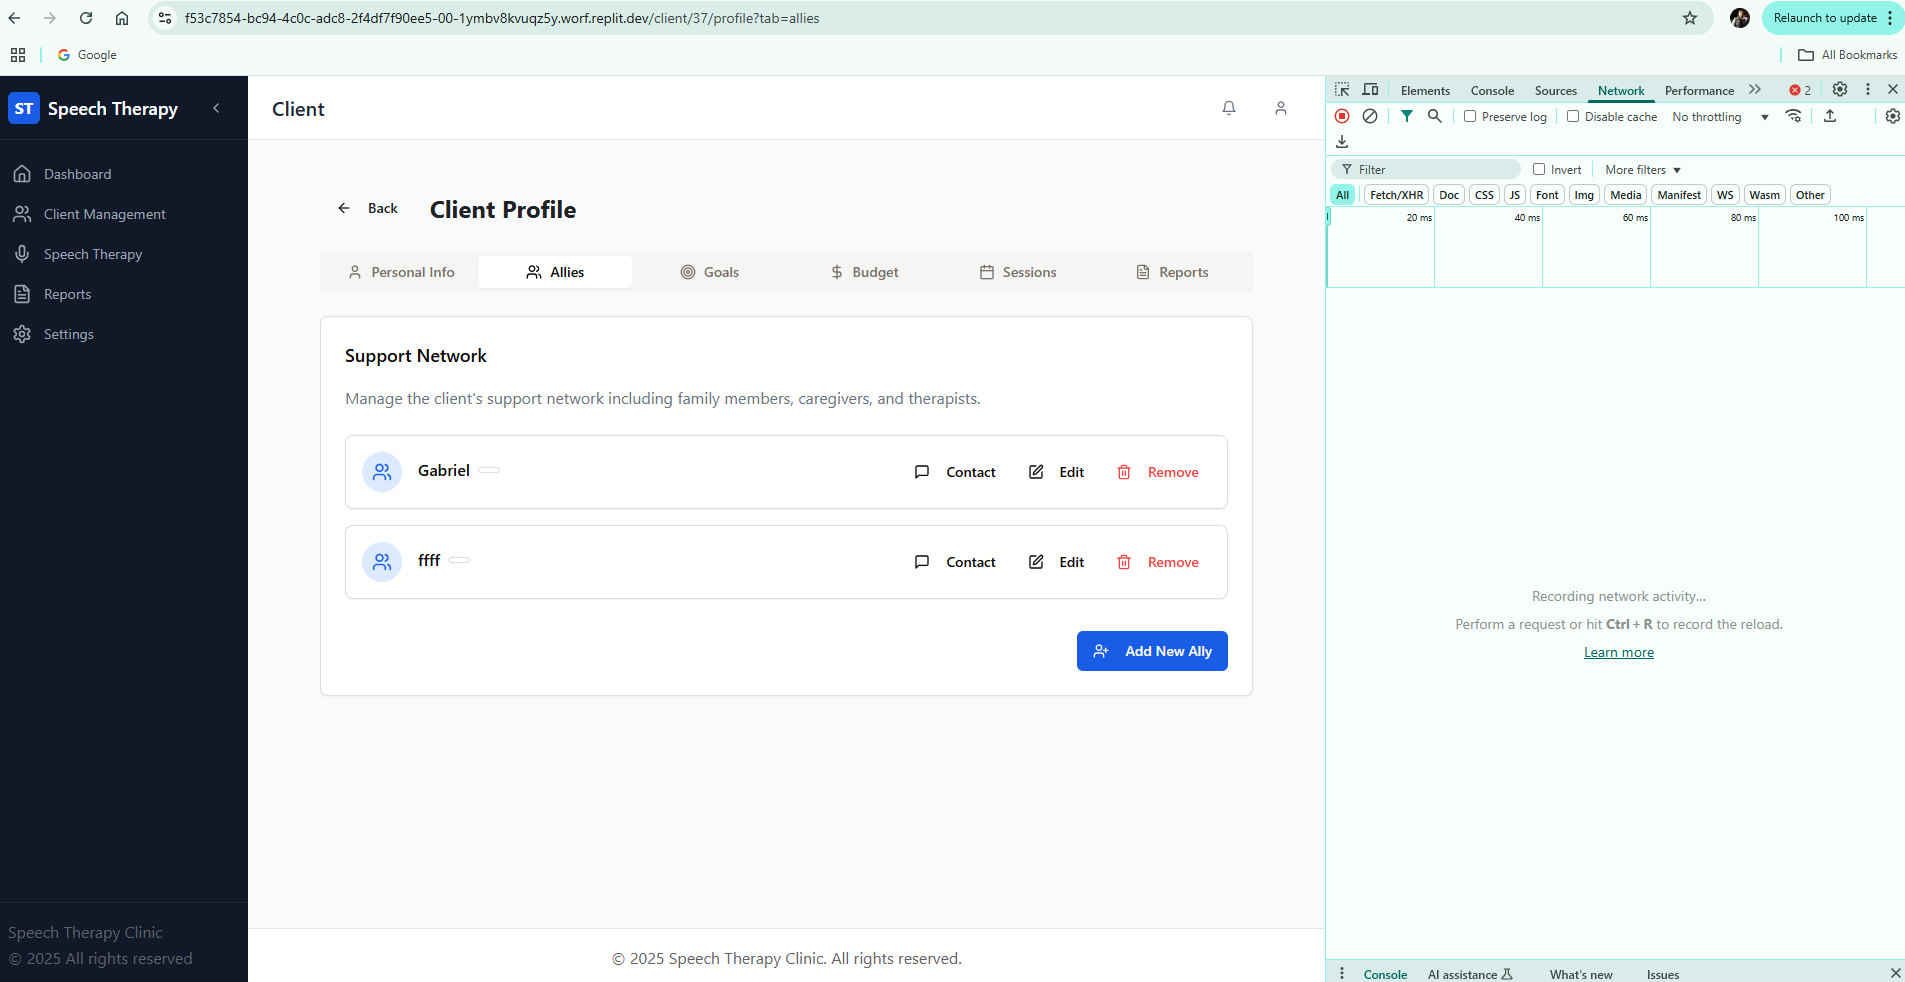 f53c7854-bc94-4c0c-adc8-2f4df7f90ee5-00-1ymbv8kvuqz5y.worf.replit.dev/client/37/profile?tab=allies
Relaunch to update
Google
All Bookmarks
ST Speech Therapy
Dashboard
Client Management
Speech Therapy
Reports
Settings
Speech Therapy Clinic
© 2025 All rights reserved
Client
Back Client Profile
Personal Info Allies Goals Budget Sessions Reports
Support Network
Manage the client's support network including family members, caregivers, and therapists.
Gabriel Contact Edit Remove
ffff Contact Edit Remove
Add New Ally
© 2025 Speech Therapy Clinic. All rights reserved.
Elements Console Sources Network Performance 2
Preserve log Disable cache No throttling
Filter Invert More filters
All Fetch/XHR Doc CSS JS Font Img Media Manifest WS Wasm Other
20 ms 40 ms 60 ms 80 ms 100 ms
Recording network activity...
Perform a request or hit Ctrl + R to record the reload.
Learn more
Console AI assistance What's new Issues